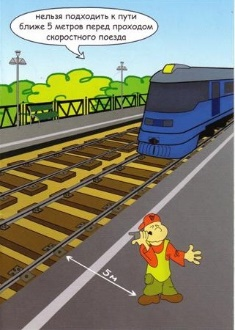 нельзя подходить к пути
ближе 5 метров перед проходом
скоростного поезда
5м